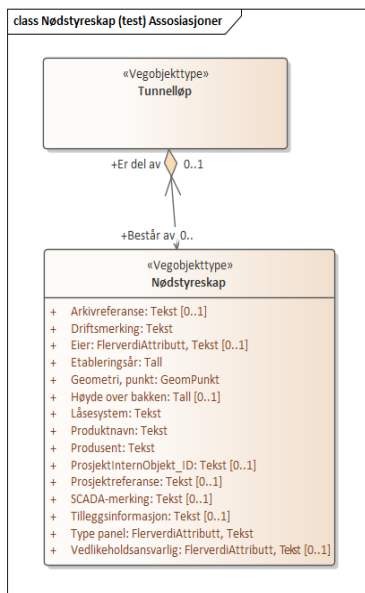 class Nødstyreskap (test) Assosiasjoner
«Vegobjekttype»
Tunnelløp
+Er del av 0..1
+Består av 0..
«Vegobjekttype»
Nødstyreskap
+ Arkivreferanse: Tekst [0..1]
+ Driftsmerking: Tekst
+ Eier: FlerverdiAttributt, Tekst [0..1]
+ Etableringsår: Tall
+ Geometri, punkt: GeomPunkt
+ Høyde over bakken: Tall [0..1]
+ Låsesystem: Tekst
+ Produktnavn: Tekst
+ Produsent: Tekst
+ ProsjektInternObjekt_ID: Tekst [0..1]
+ Prosjektreferanse: Tekst [0..1]
+ SCADA-merking: Tekst [0..1]
+ Tilleggsinformasjon: Tekst [0..1]
+ Type panel: FlerverdiAttributt, Tekst
+ Vedlikeholdsansvarlig: FlerverdiAttributt, Tekst [0..1]